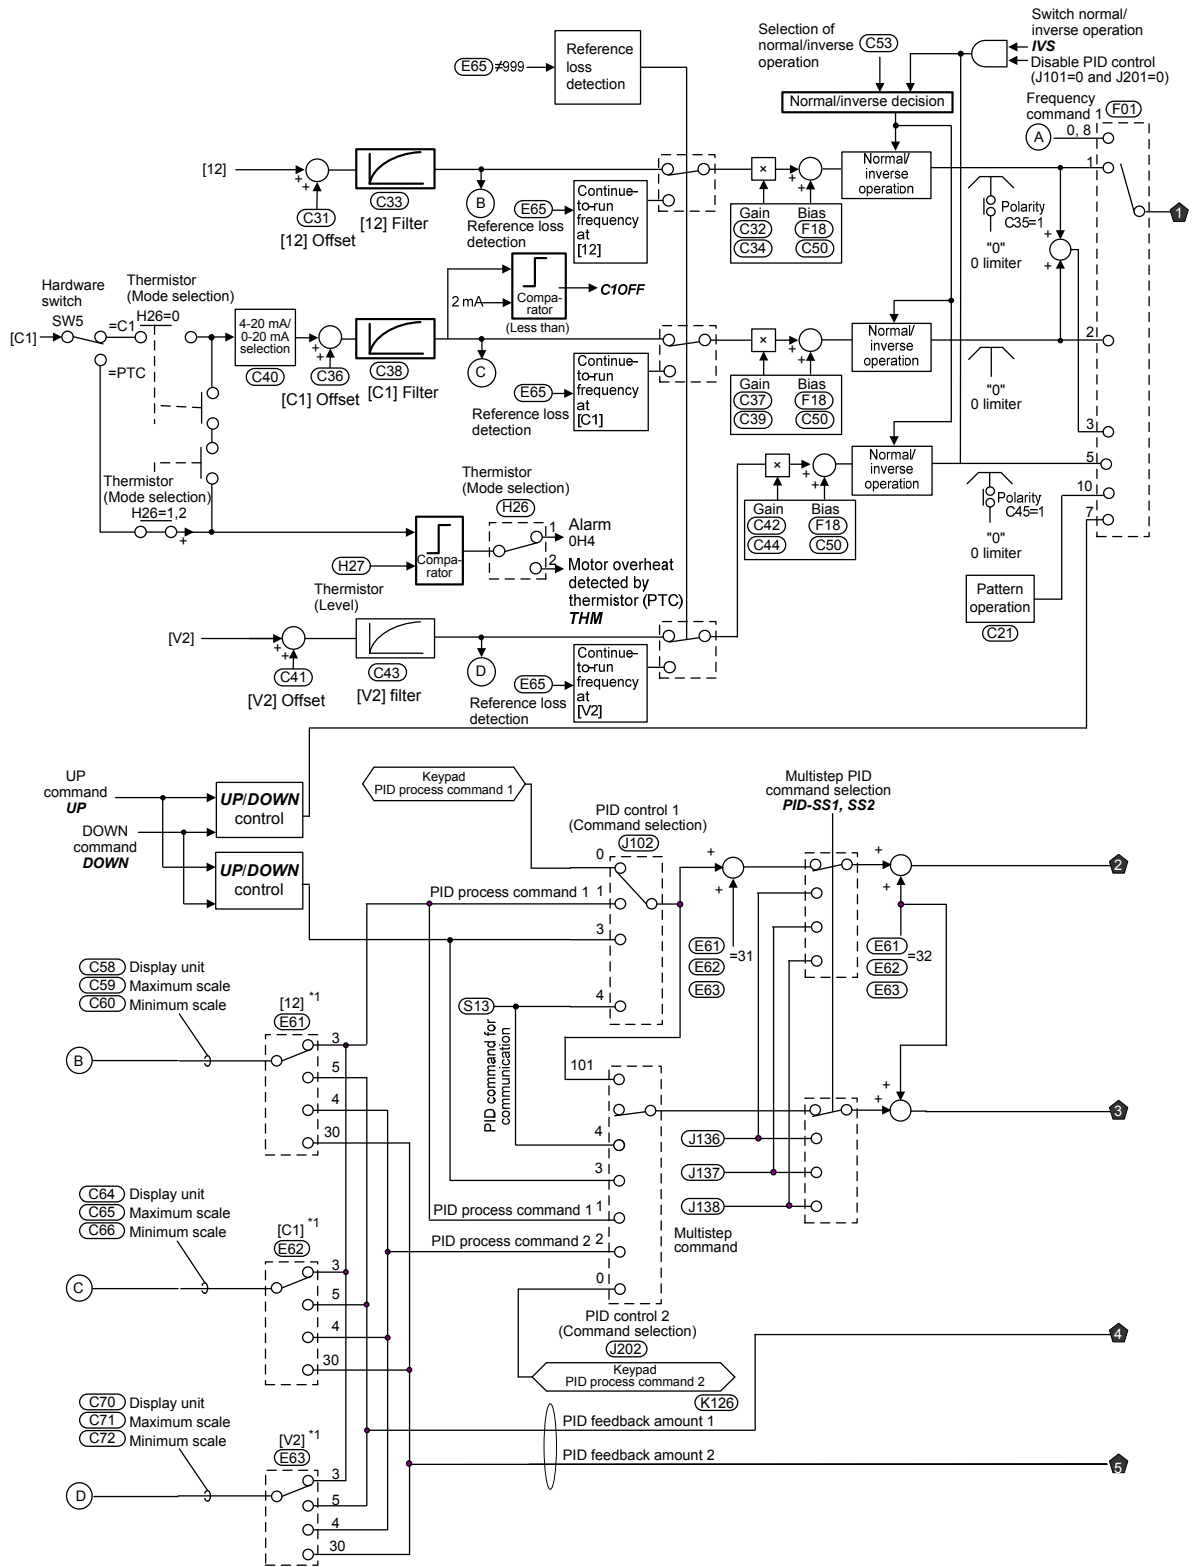 Switch normal/
inverse operation
IVS
Disable PID control
(J101=0 and J201=0)
Selection of
normal/inverse
operation
C53
Normal/inverse decision
Frequency
command 1
F01
A
0, 8
1
2
3
5
10
7
1
E65 ≠999
Reference
loss
detection
[12]
+
+
C31
[12] Offset
C33
[12] Filter
B
E65
Reference loss
detection
Continue-
to-run
frequency
at
[12]
×
+
+
Gain
C32
C34
Bias
F18
C50
Normal/
inverse
operation
Polarity
C35=1
"0"
0 limiter
+
+
Hardware
switch
SW5
[C1]
=C1
=PTC
Thermistor
(Mode selection)
H26=0
4-20 mA/
0-20 mA
selection
C40
+
+
C36
[C1] Offset
C38
[C1] Filter
2 mA
Compa-
rator
(Less than)
C1OFF
C
E65
Reference loss
detection
Continue-
to-run
frequency
at
[C1]
×
+
+
Gain
C37
C39
Bias
F18
C50
Normal/
inverse
operation
"0"
0 limiter
Thermistor
(Mode selection)
H26=1,2
+
H27
Thermistor
(Level)
Compa-
rator
Thermistor
(Mode selection)
H26
1
2
Alarm
0H4
Motor overheat
detected by
thermistor (PTC)
THM
×
+
+
Gain
C42
C44
Bias
F18
C50
Normal/
inverse
operation
Polarity
C45=1
"0"
0 limiter
Pattern
operation
C21
[V2]
+
+
C41
[V2] Offset
C43
[V2] filter
D
E65
Reference loss
detection
Continue-
to-run
frequency
at
[V2]
UP
command
UP
DOWN
command
DOWN
UP/DOWN
control
UP/DOWN
control
Keypad
PID process command 1
PID control 1
(Command selection)
J102
0
PID process command 1 1
3
4
S13
PID command for
communication
+
+
E61
E62
E63
=31
Multistep PID
command selection
PID-SS1, SS2
+
+
E61
E62
E63
=32
2
101
4
3
PID process command 1 1
PID process command 2 2
0
PID control 2
(Command selection)
J202
Keypad
PID process command 2
K126
J136
J137
J138
Multistep
command
+
+
3
C58 Display unit
C59 Maximum scale
C60 Minimum scale
B
[12] *1
E61
3
5
4
30
C64 Display unit
C65 Maximum scale
C66 Minimum scale
C
[C1] *1
E62
3
5
4
30
C70 Display unit
C71 Maximum scale
C72 Minimum scale
D
[V2] *1
E63
3
5
4
30
PID feedback amount 1
4
PID feedback amount 2
5